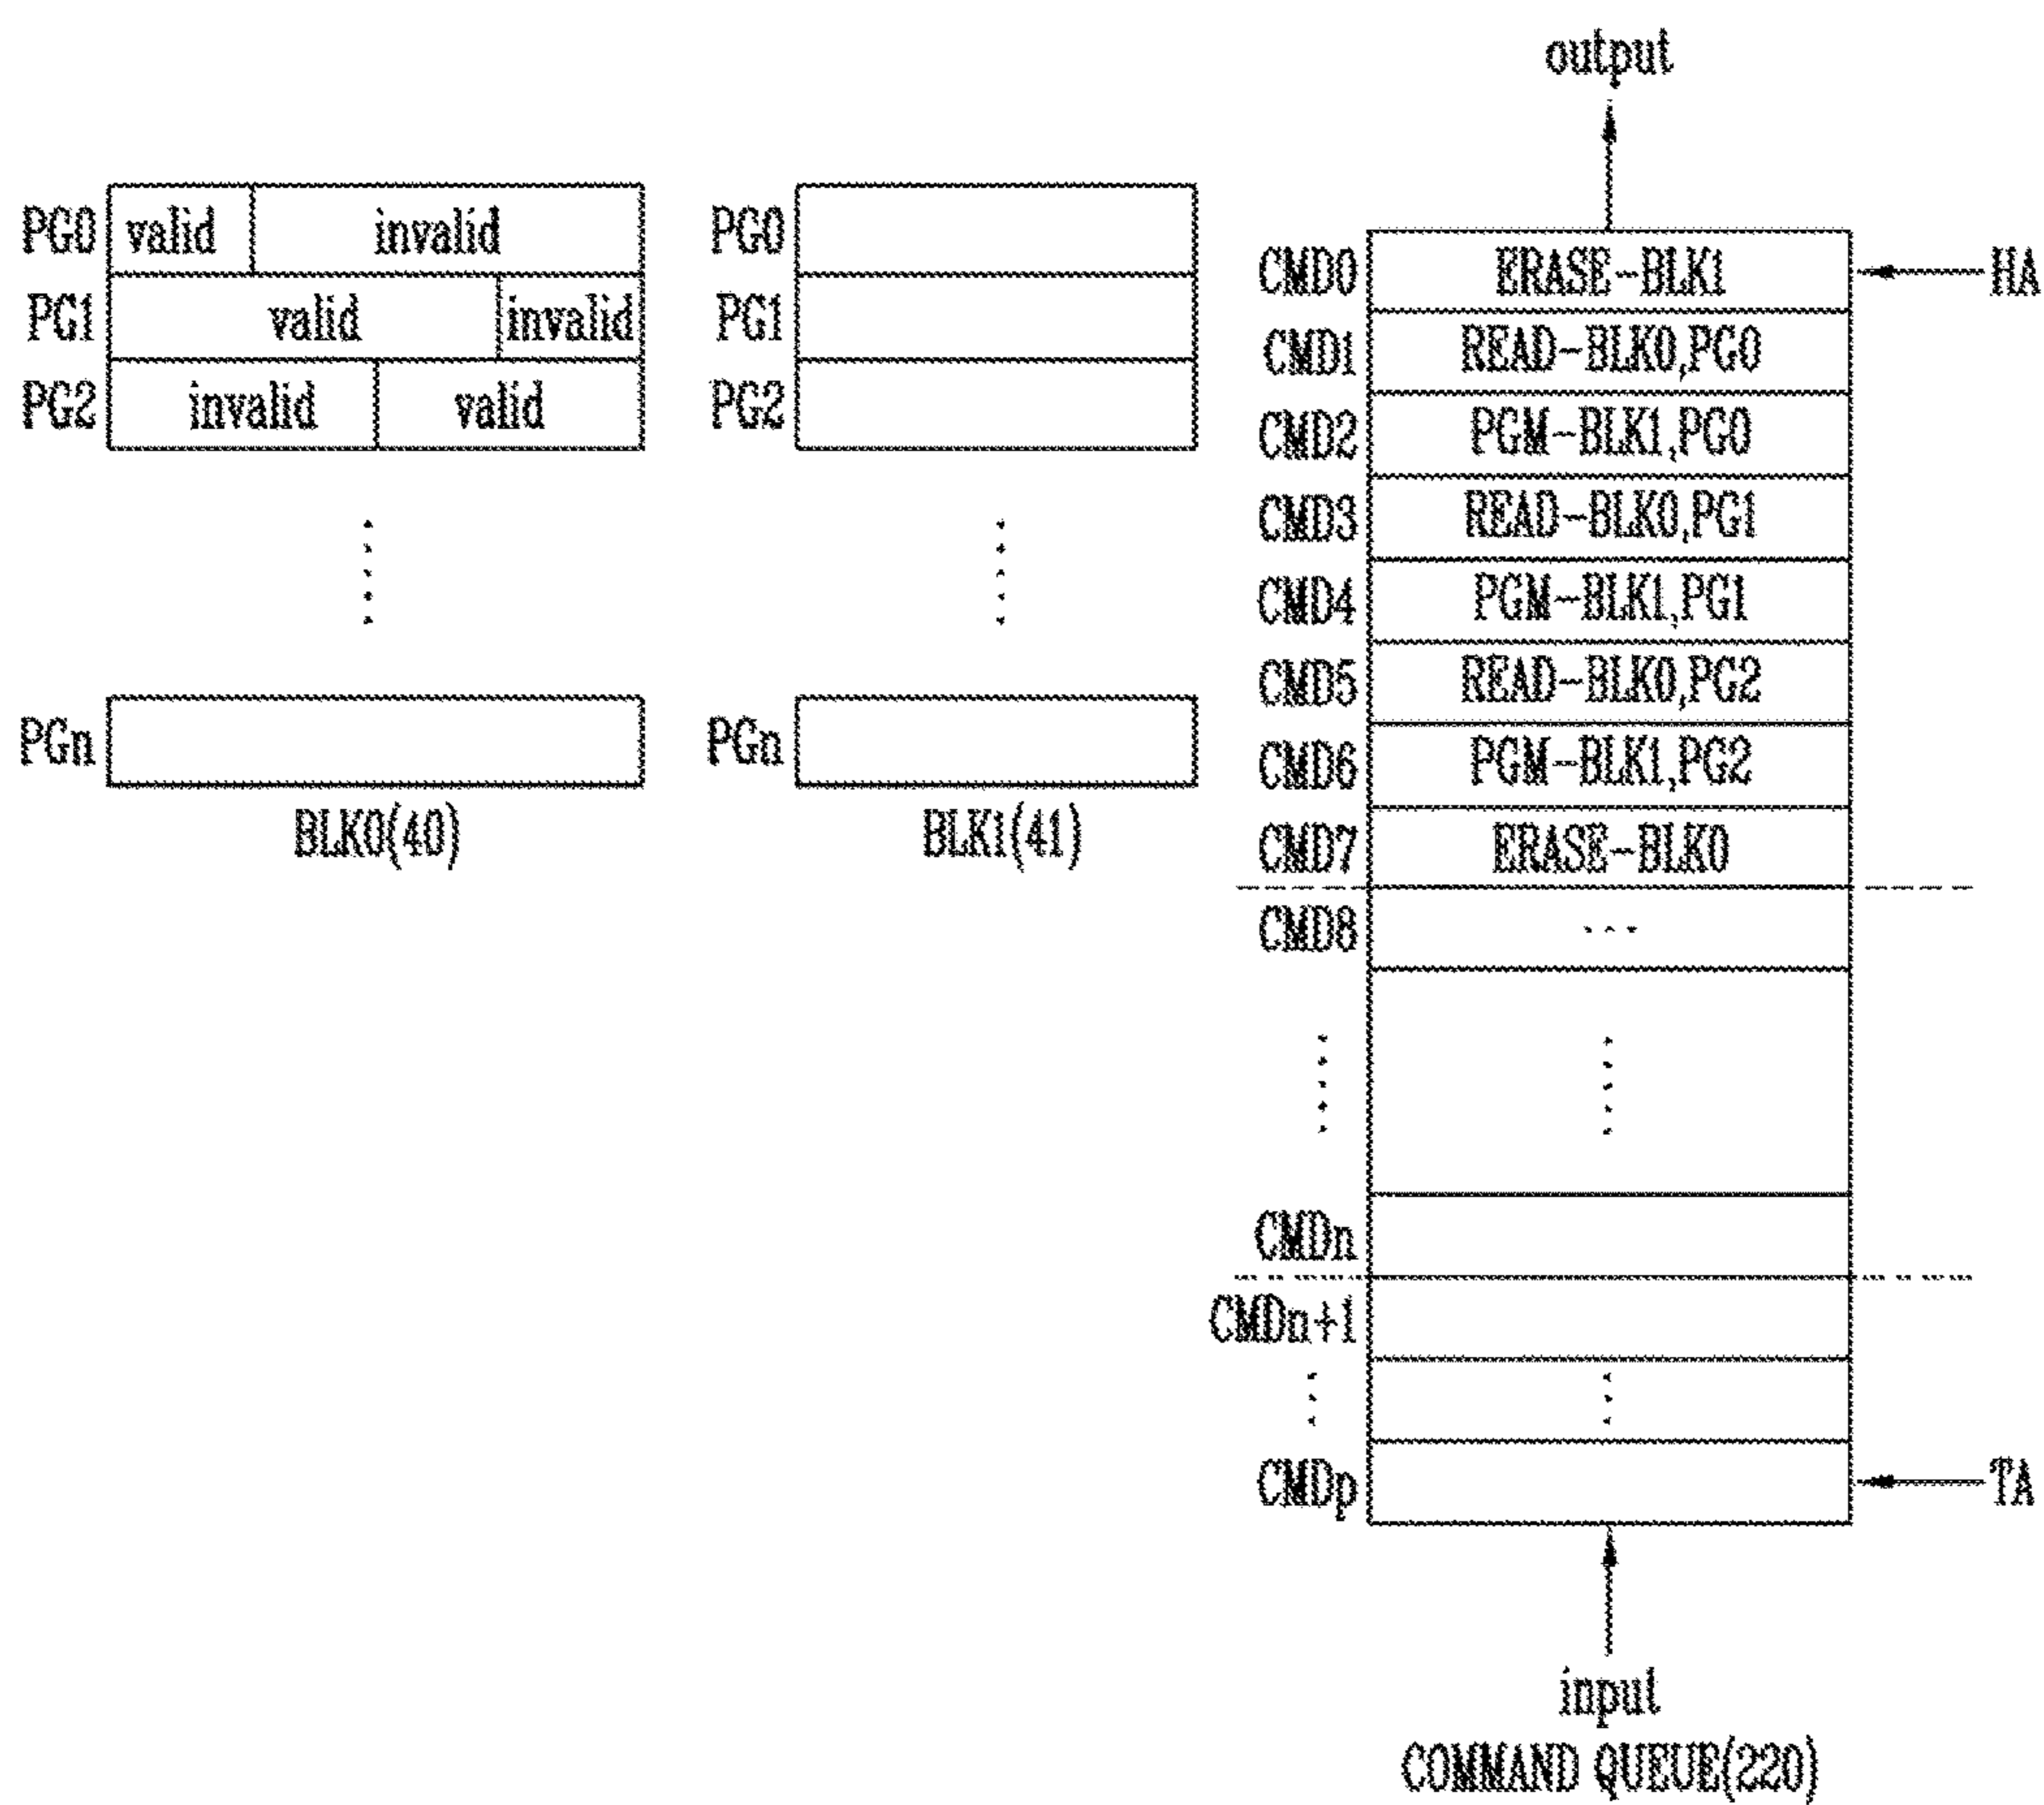 output
PG0 valid invalid
PG1 valid invalid
PG2 invalid valid
PGn
BLK0(40)
PG0
PG1
PG2
PGn
BLK1(41)
CMD0 ERASE-BLK1 HA
CMD1 READ-BLK0,PG0
CMD2 PGM-BLK1,PG0
CMD3 READ-BLK0,PG1
CMD4 PGM-BLK1,PG1
CMD5 READ-BLK0,PG2
CMD6 PGM-BLK1,PG2
CMD7 ERASE-BLK0
CMD8 ...
CMDn
CMDn+1
CMDp TA
input
COMMAND QUEUE(220)